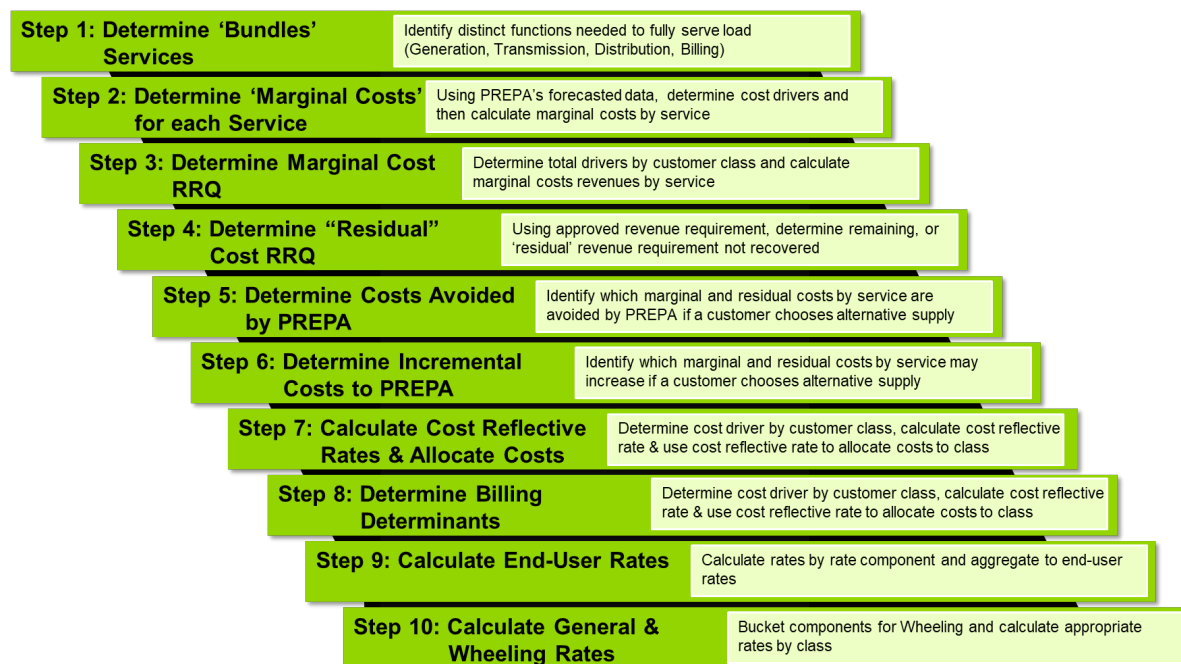 Step 1: Determine ‘Bundles’
Services
Identify distinct functions needed to fully serve load
(Generation, Transmission, Distribution, Billing)
Step 2: Determine ‘Marginal Costs’
for each Service
Using PREPA’s forecasted data, determine cost drivers and
then calculate marginal costs by service
Step 3: Determine Marginal Cost
RRQ
Determine total drivers by customer class and calculate
marginal costs revenues by service
Step 4: Determine “Residual”
Cost RRQ
Using approved revenue requirement, determine remaining, or
‘residual’ revenue requirement not recovered
Step 5: Determine Costs Avoided
by PREPA
Identify which marginal and residual costs by service are
avoided by PREPA if a customer chooses alternative supply
Step 6: Determine Incremental
Costs to PREPA
Identify which marginal and residual costs by service may
increase if a customer chooses alternative supply
Step 7: Calculate Cost Reflective
Rates & Allocate Costs
Determine cost driver by customer class, calculate cost reflective
rate & use cost reflective rate to allocate costs to class
Step 8: Determine Billing
Determinants
Determine cost driver by customer class, calculate cost reflective
rate & use cost reflective rate to allocate costs to class
Step 9: Calculate End-User Rates
Calculate rates by rate component and aggregate to end-user
rates
Step 10: Calculate General &
Wheeling Rates
Bucket components for Wheeling and calculate appropriate
rates by class